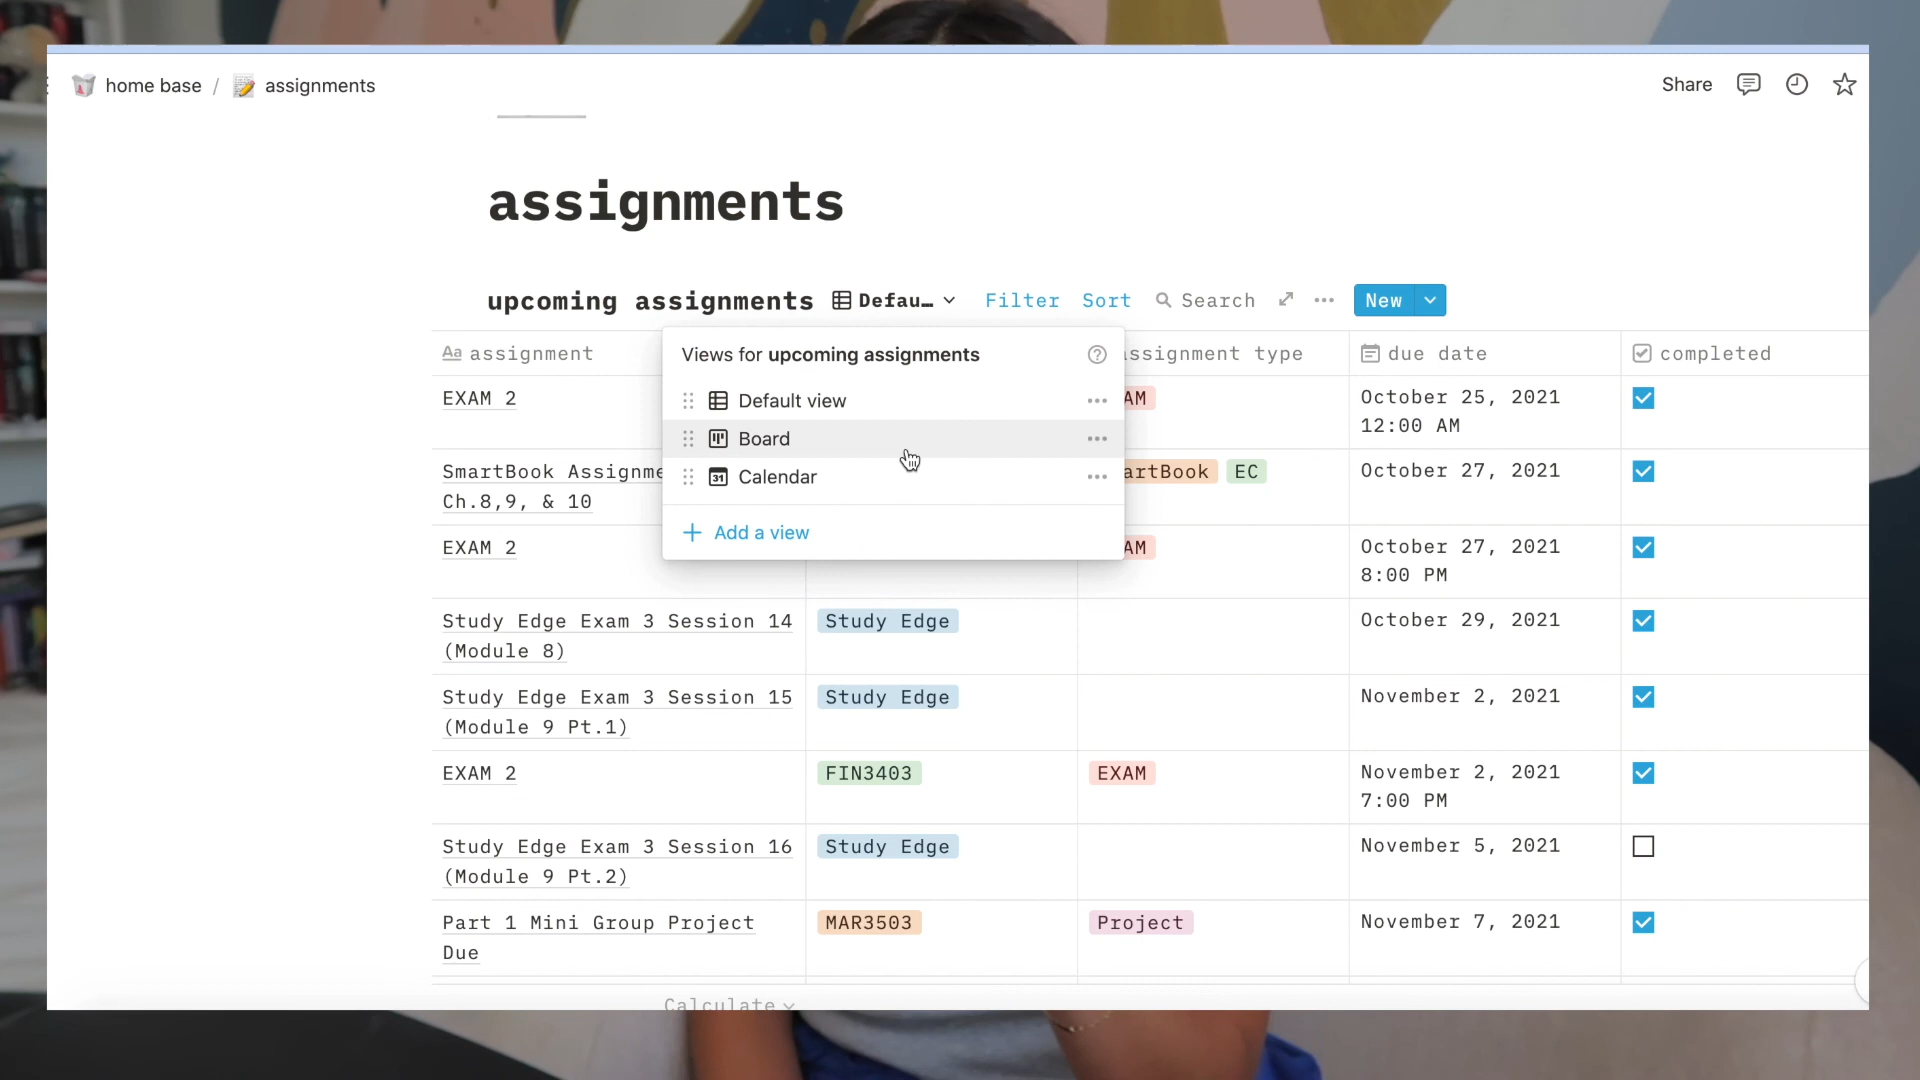 home base / assignments
Share
assignments
upcoming assignments Defau… Filter Sort Search New
Aa assignment
ssignment type
due date
completed
Views for upcoming assignments
Default view
Board
31 Calendar
Add a view
EXAM 2
AM
October 25, 2021
12:00 AM
SmartBook Assignme
Ch.8,9, & 10
artBook EC
October 27, 2021
EXAM 2
AM
October 27, 2021
8:00 PM
Study Edge Exam 3 Session 14
(Module 8)
Study Edge
October 29, 2021
Study Edge Exam 3 Session 15
(Module 9 Pt.1)
Study Edge
November 2, 2021
EXAM 2
FIN3403
EXAM
November 2, 2021
7:00 PM
Study Edge Exam 3 Session 16
(Module 9 Pt.2)
Study Edge
November 5, 2021
Part 1 Mini Group Project
Due
MAR3503
Project
November 7, 2021
Calculate